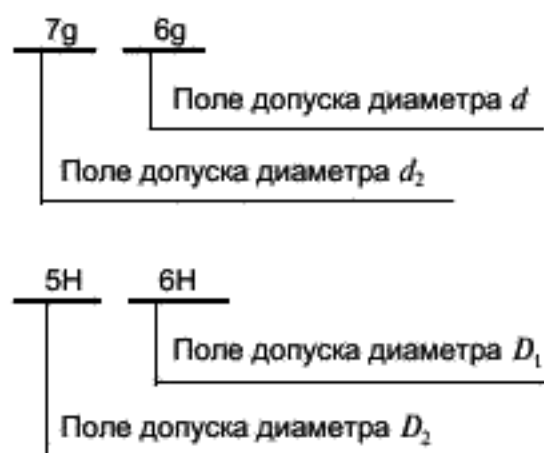 7g 6g
Поле допуска диаметра d
Поле допуска диаметра d₂
5H 6H
Поле допуска диаметра D₁
Поле допуска диаметра D₂